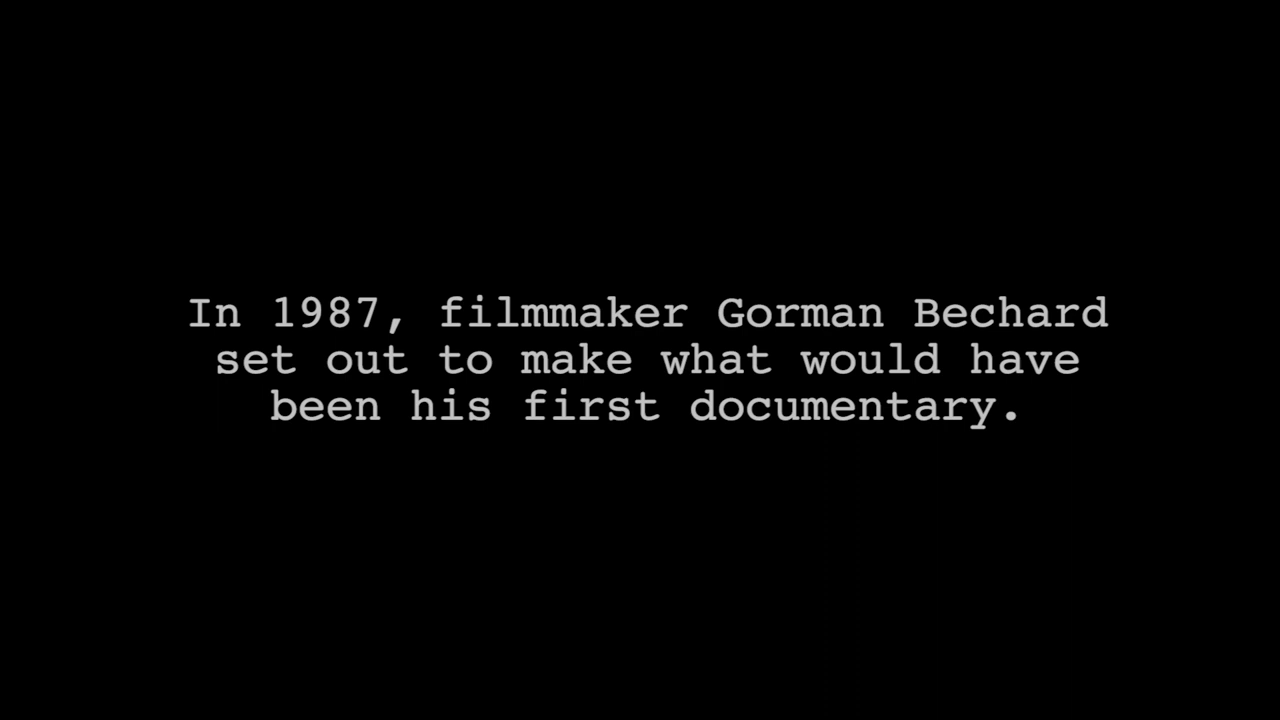 In 1987, filmmaker Gorman Bechard
set out to make what would have
been his first documentary.